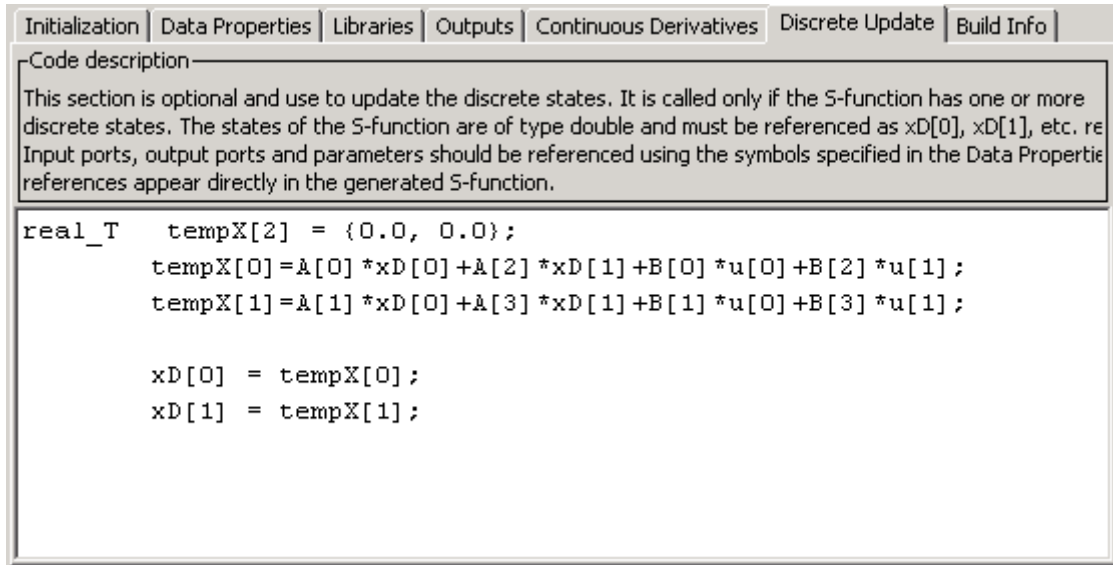 Initialization Data Properties Libraries Outputs Continuous Derivatives Discrete Update Build Info
Code description
This section is optional and use to update the discrete states. It is called only if the S-function has one or more
discrete states. The states of the S-function are of type double and must be referenced as xD[0], xD[1], etc. re
Input ports, output ports and parameters should be referenced using the symbols specified in the Data Propertie
references appear directly in the generated S-function.
real_T tempX[2] = {0.0, 0.0};
tempX[0]=A[0]*xD[0]+A[2]*xD[1]+B[0]*u[0]+B[2]*u[1];
tempX[1]=A[1]*xD[0]+A[3]*xD[1]+B[1]*u[0]+B[3]*u[1];
xD[0] = tempX[0];
xD[1] = tempX[1];